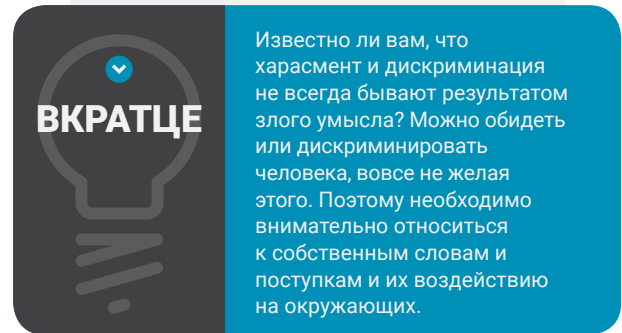 ВКРАТЦЕ
Известно ли вам, что
харасмент и дискриминация
не всегда бывают результатом
злого умысла? Можно обидеть
или дискриминировать
человека, вовсе не желая
этого. Поэтому необходимо
внимательно относиться
к собственным словам и
поступкам и их воздействию
на окружающих.